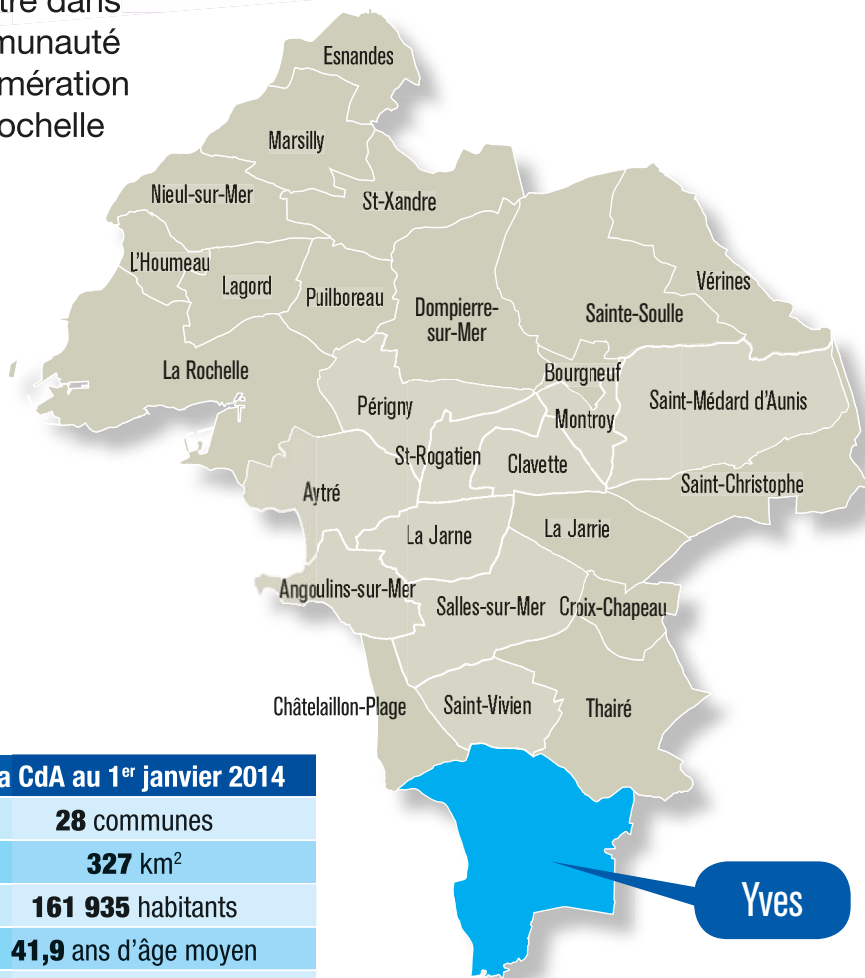 tre dans
munauté
mération
ochelle
Esnandes
Marsilly
Nieul-sur-Mer
St-Xandre
L'Houmeau
Lagord
Puilboreau
Dompierre-
sur-Mer
Vérines
Sainte-Soulle
La Rochelle
Bourgneuf
Périgny
Saint-Médard d'Aunis
Montroy
St-Rogatien
Clavette
Saint-Christophe
Aytré
La Jarne
La Jarrie
Angoulins-sur-Mer
Salles-sur-Mer
Croix-Chapeau
Châtelaillon-Plage
Saint-Vivien
Thairé
a CdA au 1er janvier 2014
28 communes
327 km²
161 935 habitants
41,9 ans d'âge moyen
Yves